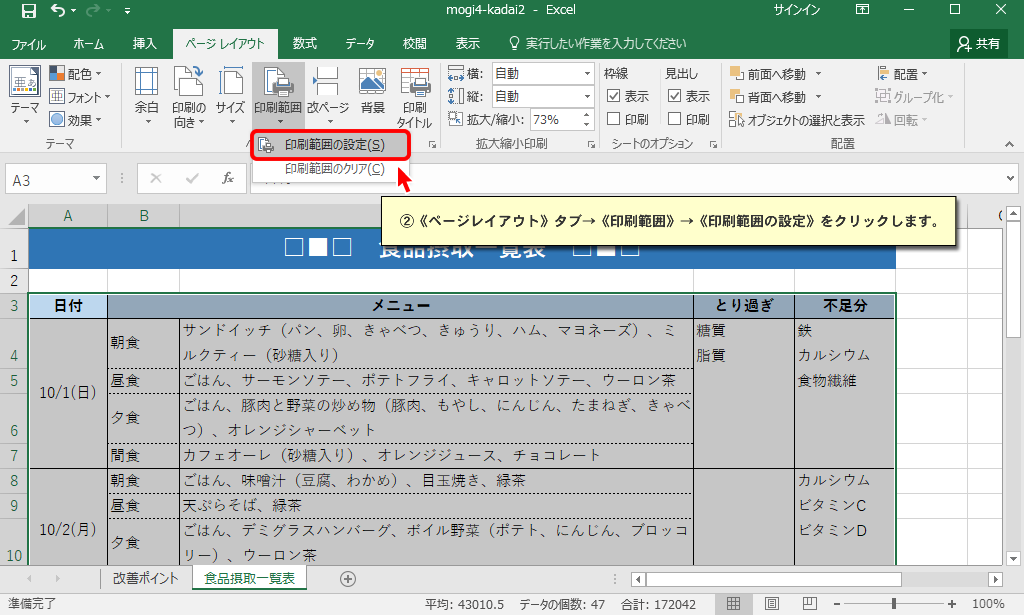 mogi4-kadai2 - Excel
サインイン
ファイル ホーム 挿入 ページ レイアウト 数式 データ 校閲 表示 実行したい作業を入力してください 共有
テーマ
配色
フォント
効果
テーマ
余白
印刷の
向き
サイズ
印刷範囲
改ページ
背景
印刷
タイトル
印刷範囲の設定(S)
印刷範囲のクリア(C)
横: 自動
縦: 自動
拡大/縮小: 73%
拡大縮小印刷
枠線 見出し
表示 表示
印刷 印刷
シートのオプション
前面へ移動
背面へ移動
オブジェクトの選択と表示
配置
グループ化
回転
配置
A3
fx
②《ページレイアウト》タブ→《印刷範囲》→《印刷範囲の設定》をクリックします。
A B
1 □■□ 食品摂取一覧表 □■□
2
3 日付 メニュー とり過ぎ 不足分
4 10/1(日) 朝食 サンドイッチ（パン、卵、きゃべつ、きゅうり、ハム、マヨネーズ）、ミ
ルクティー（砂糖入り）
糖質
脂質
鉄
カルシウム
食物繊維
5 昼食 ごはん、サーモンソテー、ポテトフライ、キャロットソテー、ウーロン茶
6 夕食 ごはん、豚肉と野菜の炒め物（豚肉、もやし、にんじん、たまねぎ、きゃべ
つ）、オレンジシャーベット
7 間食 カフェオーレ（砂糖入り）、オレンジジュース、チョコレート
8 10/2(月) 朝食 ごはん、味噌汁（豆腐、わかめ）、目玉焼き、緑茶
カルシウム
ビタミンC
ビタミンD
9 昼食 天ぷらそば、緑茶
10 夕食 ごはん、デミグラスハンバーグ、ボイル野菜（ポテト、にんじん、ブロッコ
リー）、ウーロン茶
改善ポイント 食品摂取一覧表
準備完了 平均: 43010.5 データの個数: 47 合計: 172042 100%